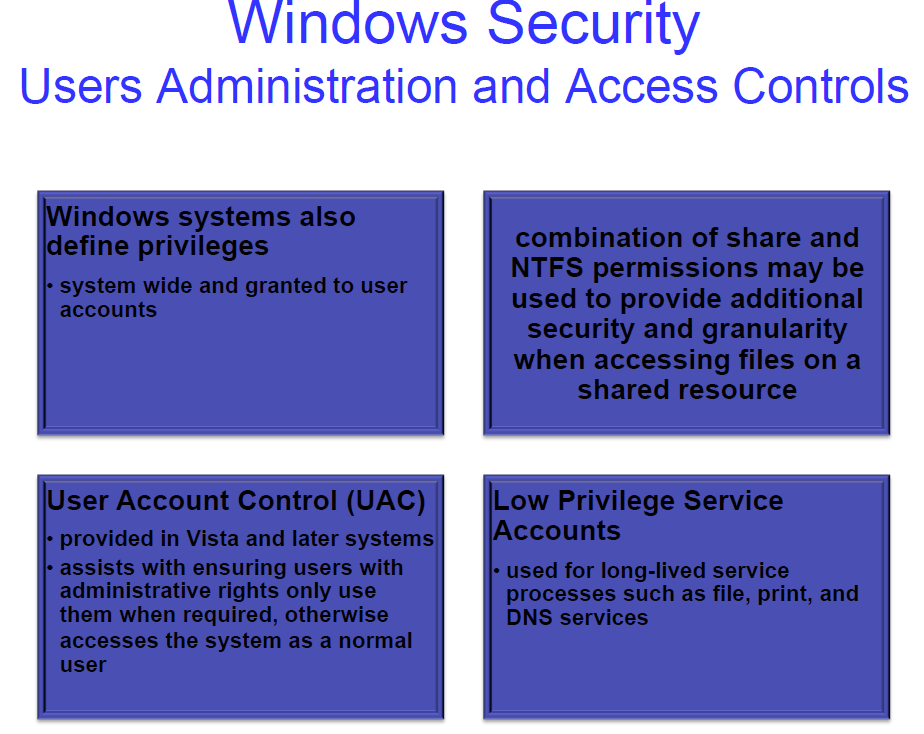 Windows Security
Users Administration and Access Controls
Windows systems also
define privileges
• system wide and granted to user
accounts
combination of share and
NTFS permissions may be
used to provide additional
security and granularity
when accessing files on a
shared resource
User Account Control (UAC)
• provided in Vista and later systems
• assists with ensuring users with
administrative rights only use
them when required, otherwise
accesses the system as a normal
user
Low Privilege Service
Accounts
• used for long-lived service
processes such as file, print, and
DNS services